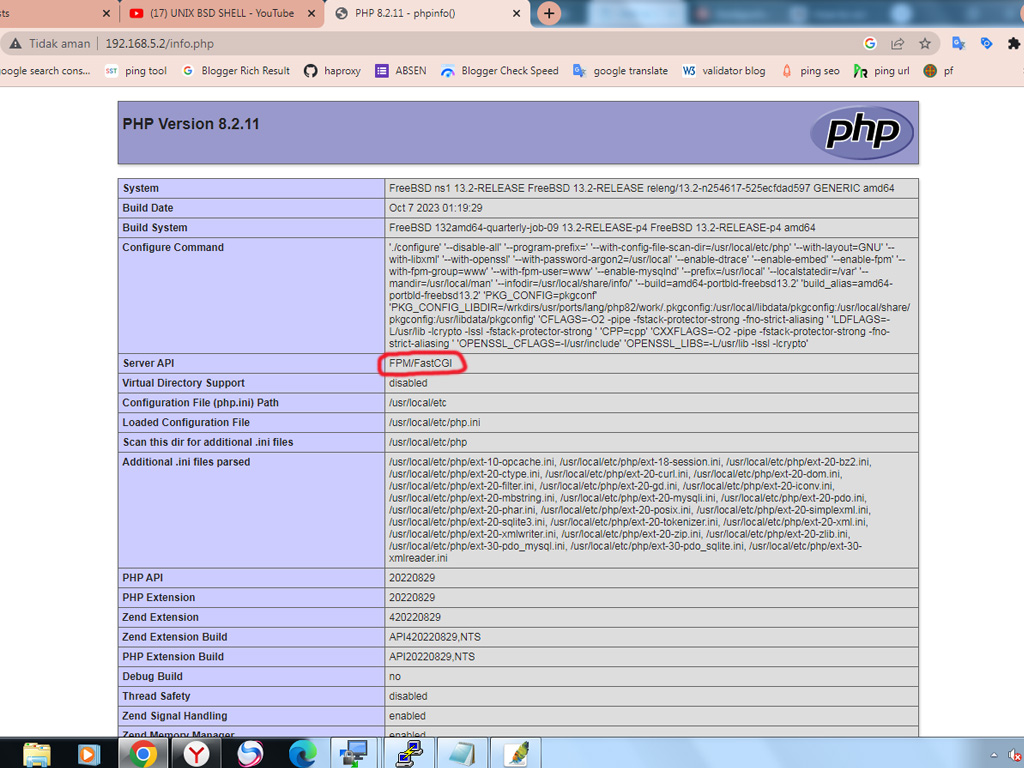 sts
(17) UNIX BSD SHELL - YouTube
PHP 8.2.11 - phpinfo()
Tidak aman | 192.168.5.2/info.php
oogle search cons...
SST ping tool
G Blogger Rich Result
haproxy
ABSEN
Blogger Check Speed
google translate
W3 validator blog
ping seo
ping url
pf
PHP Version 8.2.11
php
System FreeBSD ns1 13.2-RELEASE FreeBSD 13.2-RELEASE releng/13.2-n254617-525ecfdad597 GENERIC amd64
Build Date Oct 7 2023 01:19:29
Build System FreeBSD 132amd64-quarterly-job-09 13.2-RELEASE-p4 FreeBSD 13.2-RELEASE-p4 amd64
Configure Command './configure' '--disable-all' '--program-prefix=' '--with-config-file-scan-dir=/usr/local/etc/php' '--with-layout=GNU' '--
with-libxml' '--with-openssl' '--with-password-argon2=/usr/local' '--enable-dtrace' '--enable-embed' '--enable-fpm' '--
with-fpm-group=www' '--with-fpm-user=www' '--enable-mysqlnd' '--prefix=/usr/local' '--localstatedir=/var' '--
mandir=/usr/local/man' '--infodir=/usr/local/share/info/' '--build=amd64-portbld-freebsd13.2' 'build_alias=amd64-
portbld-freebsd13.2' 'PKG_CONFIG=pkgconf'
'PKG_CONFIG_LIBDIR=/wrkdirs/usr/ports/lang/php82/work/.pkgconfig:/usr/local/libdata/pkgconfig:/usr/local/share/
pkgconfig:/usr/libdata/pkgconfig' 'CFLAGS=-O2 -pipe -fstack-protector-strong -fno-strict-aliasing ' 'LDFLAGS=-
L/usr/lib -lcrypto -lssl -fstack-protector-strong ' 'CPP=cpp' 'CXXFLAGS=-O2 -pipe -fstack-protector-strong -fno-
strict-aliasing ' 'OPENSSL_CFLAGS=-I/usr/include' 'OPENSSL_LIBS=-L/usr/lib -lssl -lcrypto'
Server API FPM/FastCGI
Virtual Directory Support disabled
Configuration File (php.ini) Path /usr/local/etc
Loaded Configuration File /usr/local/etc/php.ini
Scan this dir for additional .ini files /usr/local/etc/php
Additional .ini files parsed /usr/local/etc/php/ext-10-opcache.ini, /usr/local/etc/php/ext-18-session.ini, /usr/local/etc/php/ext-20-bz2.ini,
/usr/local/etc/php/ext-20-ctype.ini, /usr/local/etc/php/ext-20-curl.ini, /usr/local/etc/php/ext-20-dom.ini,
/usr/local/etc/php/ext-20-filter.ini, /usr/local/etc/php/ext-20-gd.ini, /usr/local/etc/php/ext-20-iconv.ini,
/usr/local/etc/php/ext-20-mbstring.ini, /usr/local/etc/php/ext-20-mysqli.ini, /usr/local/etc/php/ext-20-pdo.ini,
/usr/local/etc/php/ext-20-phar.ini, /usr/local/etc/php/ext-20-posix.ini, /usr/local/etc/php/ext-20-simplexml.ini,
/usr/local/etc/php/ext-20-sqlite3.ini, /usr/local/etc/php/ext-20-tokenizer.ini, /usr/local/etc/php/ext-20-xml.ini,
/usr/local/etc/php/ext-20-xmlwriter.ini, /usr/local/etc/php/ext-20-zip.ini, /usr/local/etc/php/ext-20-zlib.ini,
/usr/local/etc/php/ext-30-pdo_mysql.ini, /usr/local/etc/php/ext-30-pdo_sqlite.ini, /usr/local/etc/php/ext-30-
xmlreader.ini
PHP API 20220829
PHP Extension 20220829
Zend Extension 420220829
Zend Extension Build API420220829,NTS
PHP Extension Build API20220829,NTS
Debug Build no
Thread Safety disabled
Zend Signal Handling enabled
Zend Memory Manager enabled